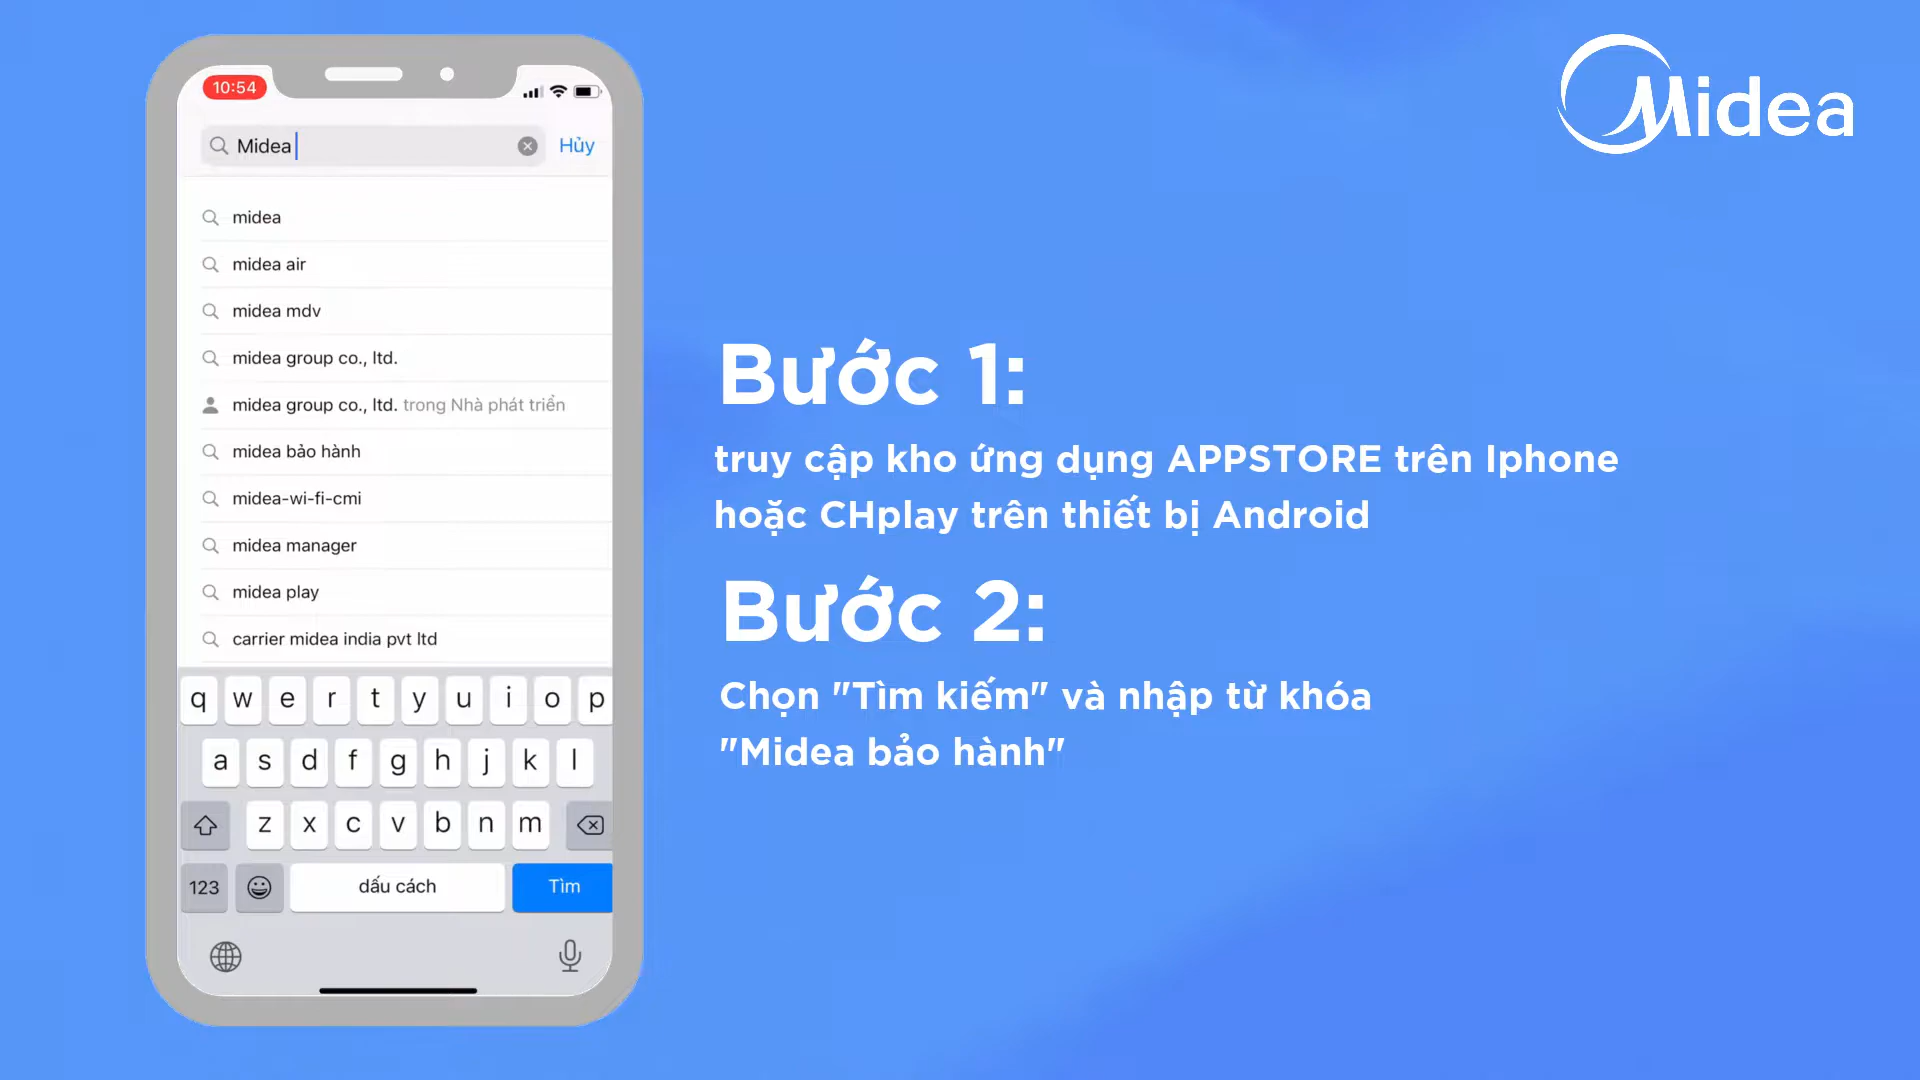 10:54
Midea
Hủy
midea
midea air
midea mdv
midea group co., ltd.
midea group co., ltd. trong Nhà phát triển
midea bảo hành
midea-wi-fi-cmi
midea manager
midea play
carrier midea india pvt ltd
q w e r t y u i o p
a s d f g h j k l
z x c v b n m
123 dấu cách Tìm
Midea
Bước 1:
truy cập kho ứng dụng APPSTORE trên Iphone
hoặc CHplay trên thiết bị Android
Bước 2:
Chọn "Tìm kiếm" và nhập từ khóa
"Midea bảo hành"